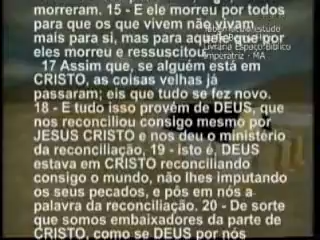 morreram. 15 - E ele morreu por todos
para que os que vivem não vivam
mais para si, mas para aquele que por
eles morreu e ressuscitou.
Livraria Espaço Bíblico
Imperatriz - MA
17 Assim que, se alguém está em
CRISTO, as coisas velhas já
passaram; eis que tudo se fez novo.
18 - E tudo isso provém de DEUS, que
nos reconciliou consigo mesmo por
JESUS CRISTO e nos deu o ministério
da reconciliação, 19 - isto é, DEUS
estava em CRISTO reconciliando
consigo o mundo, não lhes imputando
os seus pecados, e pôs em nós a
palavra da reconciliação. 20 - De sorte
que somos embaixadores da parte de
CRISTO, como se DEUS por nós